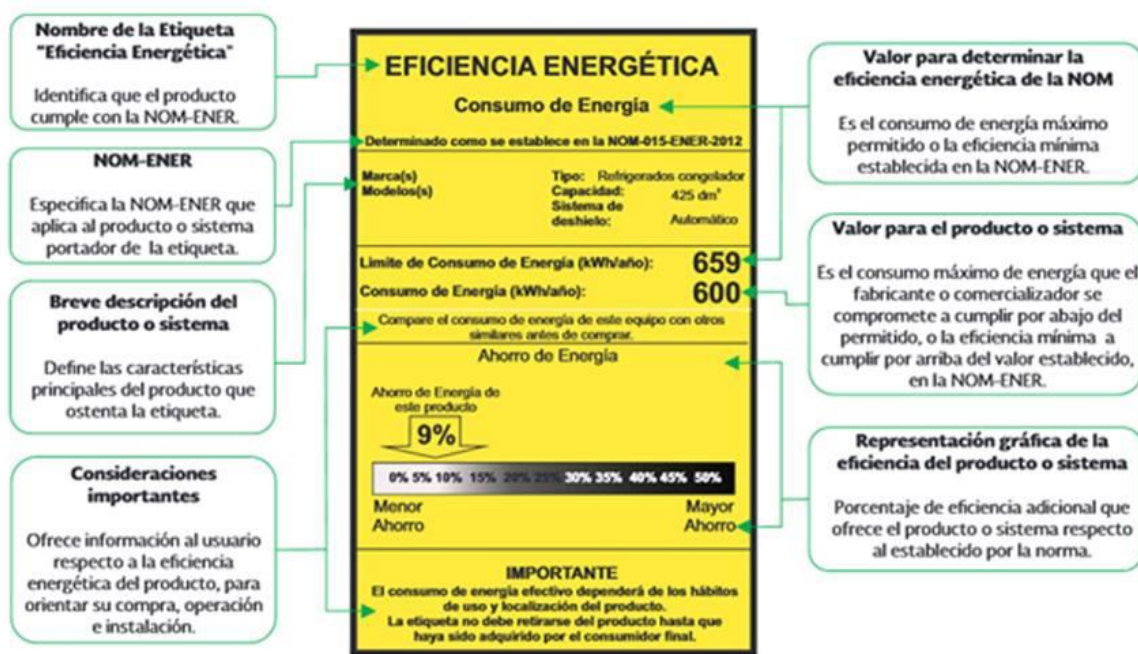 Nombre de la Etiqueta
"Eficiencia Energética"
Identifica que el producto
cumple con la NOM-ENER.
NOM-ENER
Especifica la NOM-ENER que
aplica al producto o sistema
portador de la etiqueta.
Breve descripción del
producto o sistema
Define las características
principales del producto que
ostenta la etiqueta.
Consideraciones
importantes
Ofrece información al usuario
respecto a la eficiencia
energética del producto, para
orientar su compra, operación
e instalación.
EFICIENCIA ENERGÉTICA
Consumo de Energía
Determinado como se establece en la NOM-015-ENER-2012
Marca(s)
Modelos(s)
Tipo: Refrigerados congelador
Capacidad: 425 dm³
Sistema de
deshielo: Automático
Limite de Consumo de Energía (kWh/año): 659
Consumo de Energía (kWh/año): 600
Compare el consumo de energía de este equipo con otros
similares antes de comprar.
Ahorro de Energía
Ahorro de Energía de
este producto
9%
0% 5% 10% 15% 20% 25% 30% 35% 40% 45% 50%
Menor
Ahorro
Mayor
Ahorro
IMPORTANTE
El consumo de energía efectivo dependerá de los hábitos
de uso y localización del producto.
La etiqueta no debe retirarse del producto hasta que
haya sido adquirido por el consumidor final.
Valor para determinar la
eficiencia energética de la NOM
Es el consumo de energía máximo
permitido o la eficiencia mínima
establecida en la NOM-ENER.
Valor para el producto o sistema
Es el consumo máximo de energía que el
fabricante o comercializador se
compromete a cumplir por abajo del
permitido, o la eficiencia mínima a
cumplir por arriba del valor establecido,
en la NOM-ENER.
Representación gráfica de la
eficiencia del producto o sistema
Porcentaje de eficiencia adicional que
ofrece el producto o sistema respecto
al establecido por la norma.